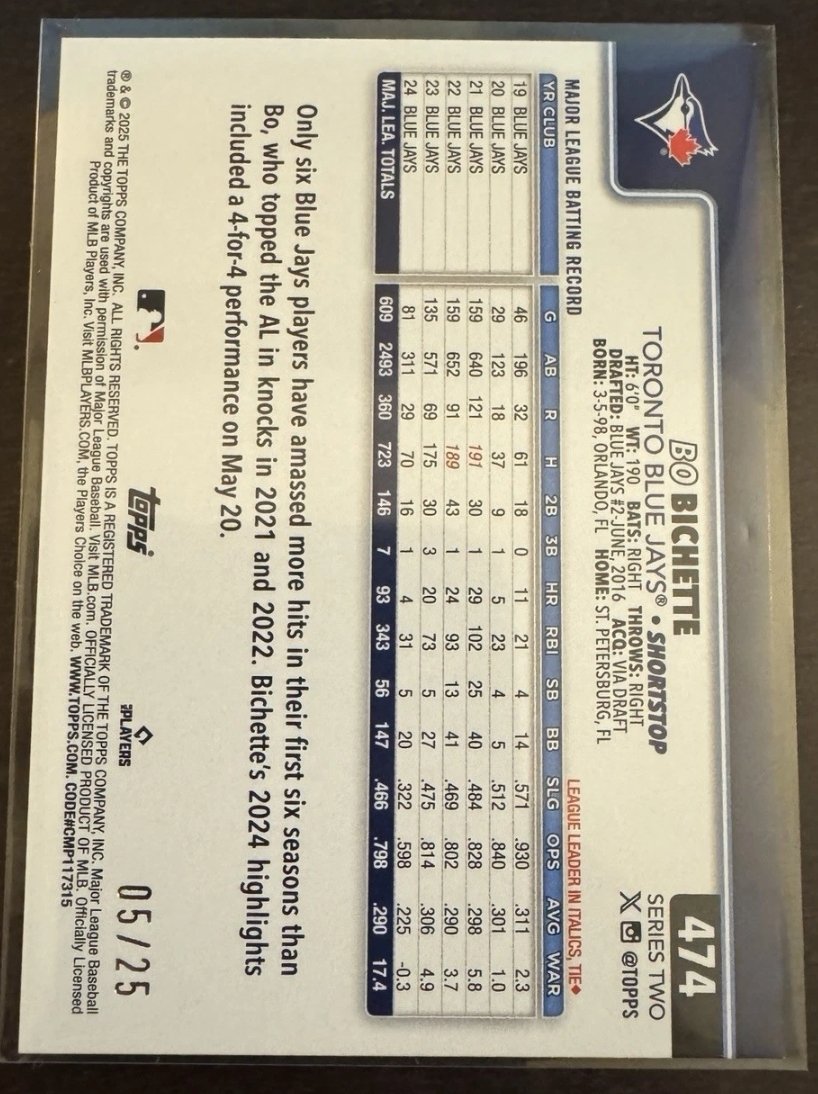 474
SERIES TWO
X @TOPPS
BO BICHETTE
TORONTO BLUE JAYS® • SHORTSTOP
HT: 6'0" WT: 190 BATS: RIGHT THROWS: RIGHT
DRAFTED: BLUE JAYS #2-JUNE, 2016 ACQ: VIA DRAFT
BORN: 3-5-98, ORLANDO, FL HOME: ST. PETERSBURG, FL
MAJOR LEAGUE BATTING RECORD
LEAGUE LEADER IN ITALICS, TIE◆
YR CLUB G AB R H 2B 3B HR RBI SB BB SLG OPS AVG WAR
19 BLUE JAYS 46 196 32 61 18 0 11 21 4 14 .571 .930 .311 2.3
20 BLUE JAYS 29 123 18 37 9 1 5 23 4 5 .512 .840 .301 1.0
21 BLUE JAYS 159 640 121 191 30 1 29 102 25 40 .484 .828 .298 5.8
22 BLUE JAYS 159 652 91 189 43 1 24 93 13 41 .469 .802 .290 3.7
23 BLUE JAYS 135 571 69 175 30 3 20 73 5 27 .475 .814 .306 4.9
24 BLUE JAYS 81 311 29 70 16 1 4 31 5 20 .322 .598 .225 -0.3
MAJ. LEA. TOTALS 609 2493 360 723 146 7 93 343 56 147 .466 .798 .290 17.4
Only six Blue Jays players have amassed more hits in their first six seasons than
Bo, who topped the AL in knocks in 2021 and 2022. Bichette's 2024 highlights
included a 4-for-4 performance on May 20.
topps
PLAYERS
05/25
® & © 2025 THE TOPPS COMPANY, INC. ALL RIGHTS RESERVED. TOPPS IS A REGISTERED TRADEMARK OF THE TOPPS COMPANY, INC. Major League Baseball
trademarks and copyrights are used with permission of Major League Baseball. Visit MLB.com. OFFICIALLY LICENSED PRODUCT OF MLB. Officially Licensed
Product of MLB Players, Inc. Visit MLBPLAYERS.COM, the Players Choice on the web. WWW.TOPPS.COM. CODE#CMP117315